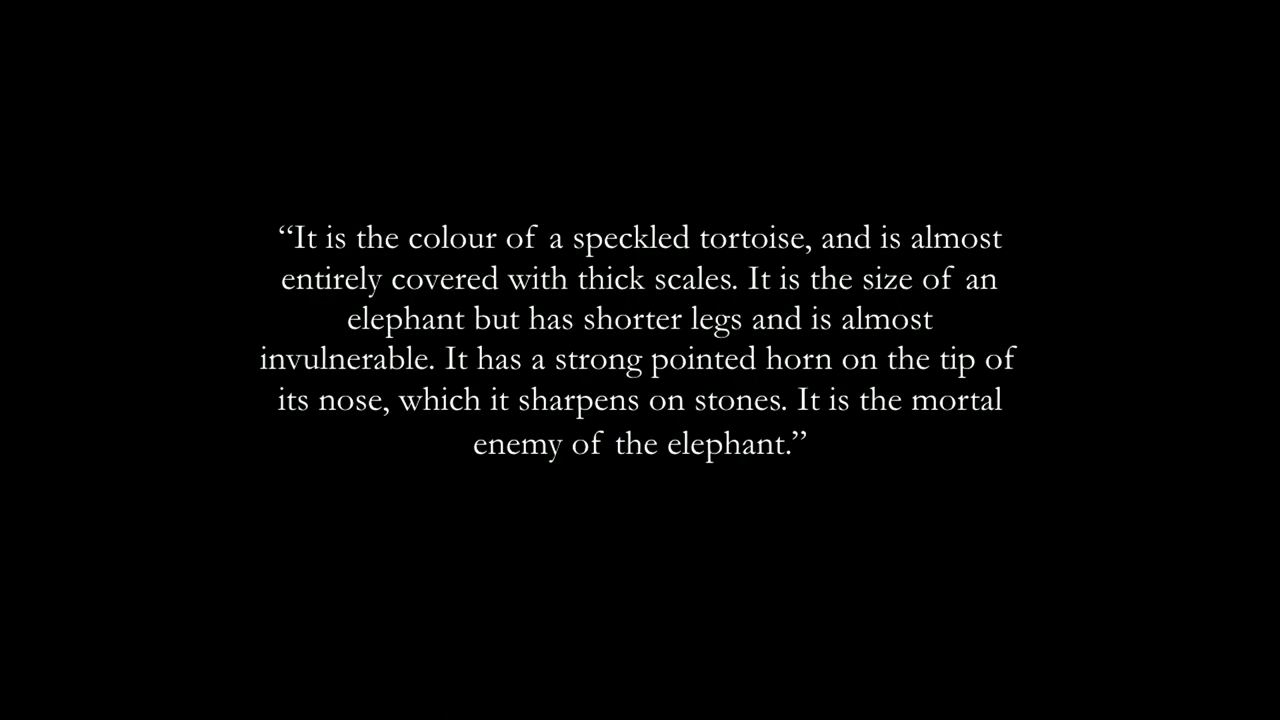 “It is the colour of a speckled tortoise, and is almost
entirely covered with thick scales. It is the size of an
elephant but has shorter legs and is almost
invulnerable. It has a strong pointed horn on the tip of
its nose, which it sharpens on stones. It is the mortal
enemy of the elephant.”